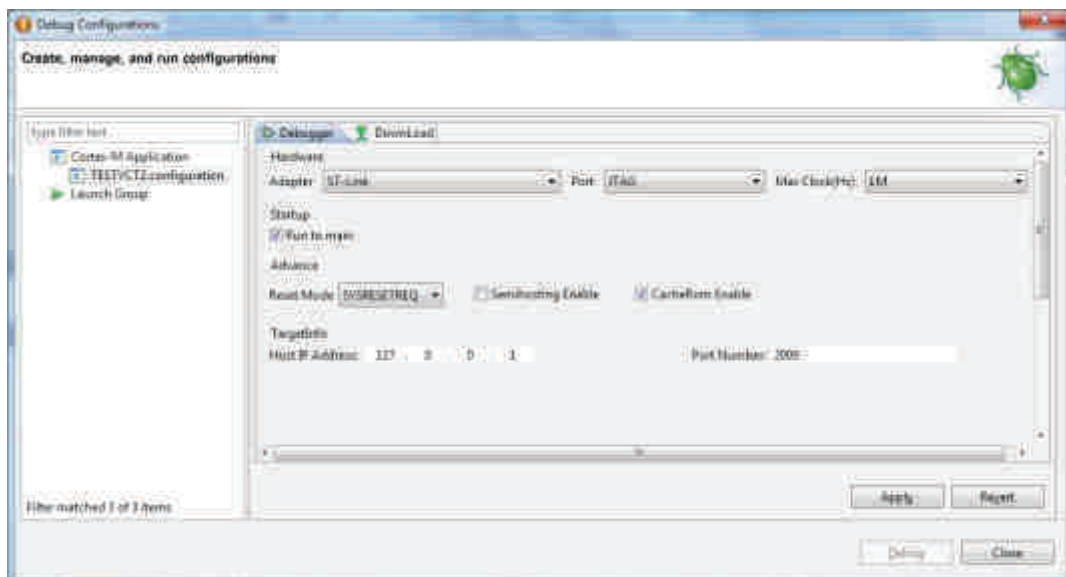 Debug Configurations
Create, manage, and run configurations
type filter text
Cortex-M Application
TESTVCT2.configuration
Launch Group
Filter matched 3 of 3 items
Debugger DownLoad
Hardware
Adapter ST-Link Port JTAG Max Clock(Hz) 1M
Startup
Run to main
Advance
Reset Mode SYSRESETREQ Semihosting Enable CacheRom Enable
TargetInfo
Host IP Address: 127 . 0 . 0 . 1 Port Number:
Apply Revert
Debug Close